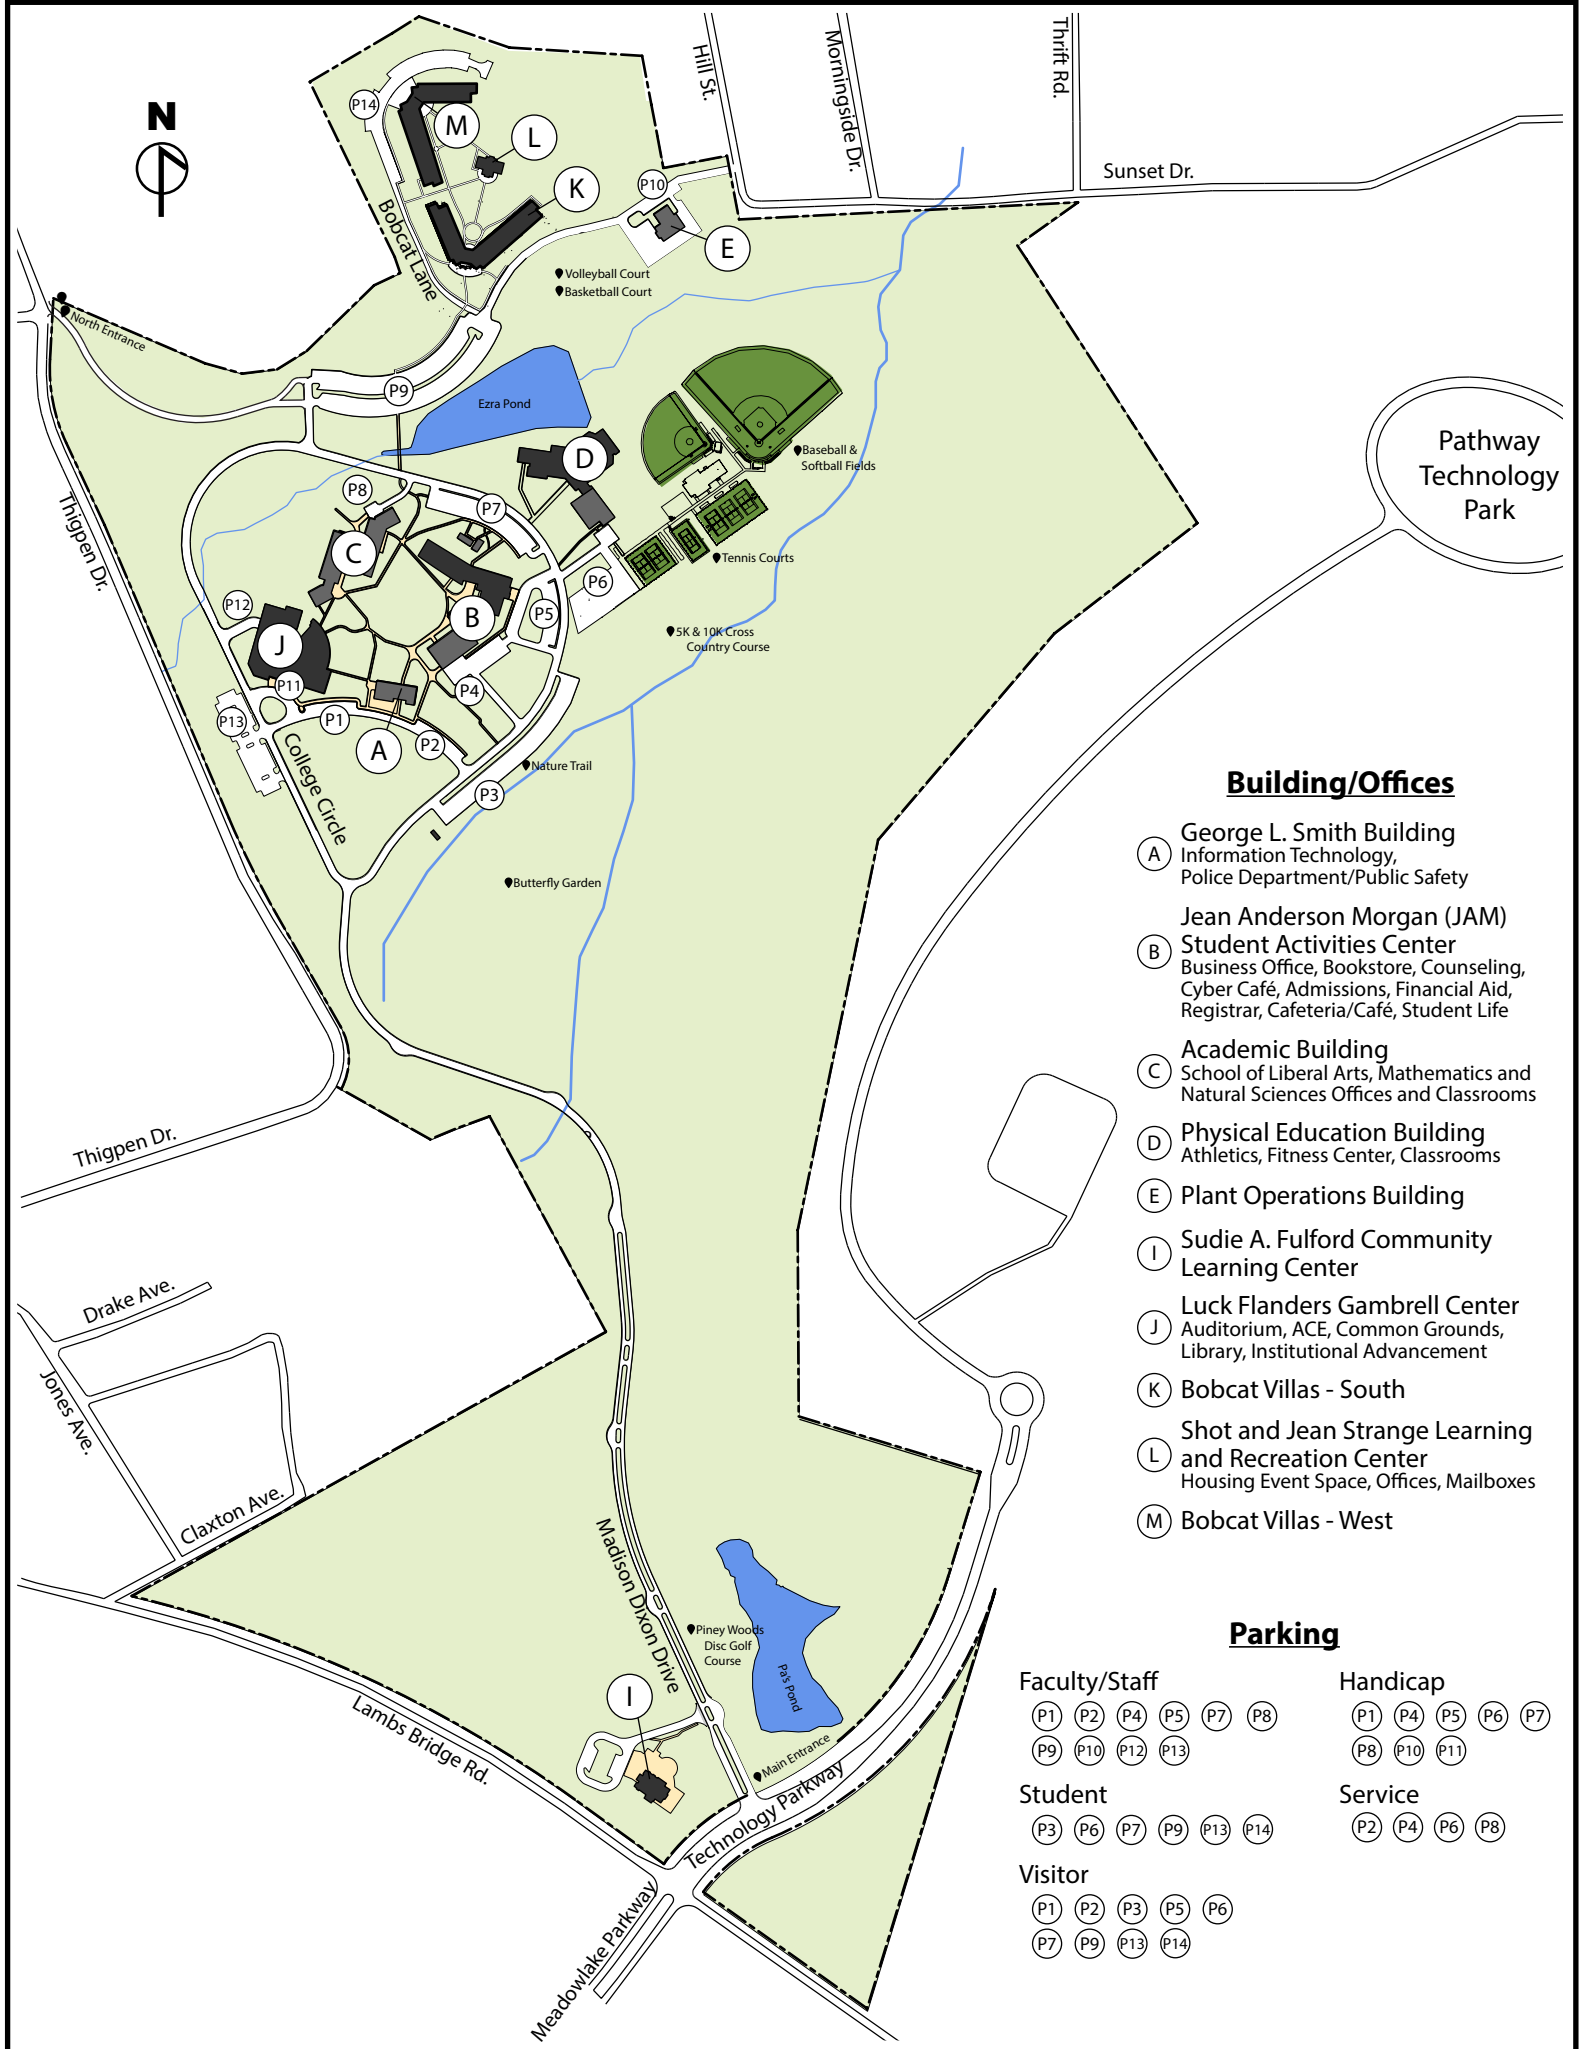 Hill St.
Morningside Dr.
Thrift Rd.
Sunset Dr.
N
P14
M
L
K
P10
E
Bobcat Lane
Volleyball Court
Basketball Court
North Entrance
P9
Ezra Pond
D
Baseball &
Softball Fields
Pathway
Technology
Park
Thigpen Dr.
P8
P7
C
Tennis Courts
P6
P12
B
P5
J
5K & 10K Cross
Country Course
P11
P4
P13
P1
A
P2
College Circle
Nature Trail
P3
Butterfly Garden
Thigpen Dr.
Drake Ave.
Jones Ave.
Claxton Ave.
Madison Dixon Drive
Piney Woods
Disc Golf
Course
Pa's Pond
I
Lambs Bridge Rd.
Main Entrance
Technology Parkway
Meadowlake Parkway
Building/Offices
A
George L. Smith Building
Information Technology,
Police Department/Public Safety
B
Jean Anderson Morgan (JAM)
Student Activities Center
Business Office, Bookstore, Counseling,
Cyber Café, Admissions, Financial Aid,
Registrar, Cafeteria/Café, Student Life
C
Academic Building
School of Liberal Arts, Mathematics and
Natural Sciences Offices and Classrooms
D
Physical Education Building
Athletics, Fitness Center, Classrooms
E Plant Operations Building
I
Sudie A. Fulford Community
Learning Center
J
Luck Flanders Gambrell Center
Auditorium, ACE, Common Grounds,
Library, Institutional Advancement
K Bobcat Villas - South
L
Shot and Jean Strange Learning
and Recreation Center
Housing Event Space, Offices, Mailboxes
M Bobcat Villas - West
Parking
Faculty/Staff
P1 P2 P4 P5 P7 P8
P9 P10 P12 P13
Student
P3 P6 P7 P9 P13 P14
Visitor
P1 P2 P3 P5 P6
P7 P9 P13 P14
Handicap
P1 P4 P5 P6 P7
P8 P10 P11
Service
P2 P4 P6 P8